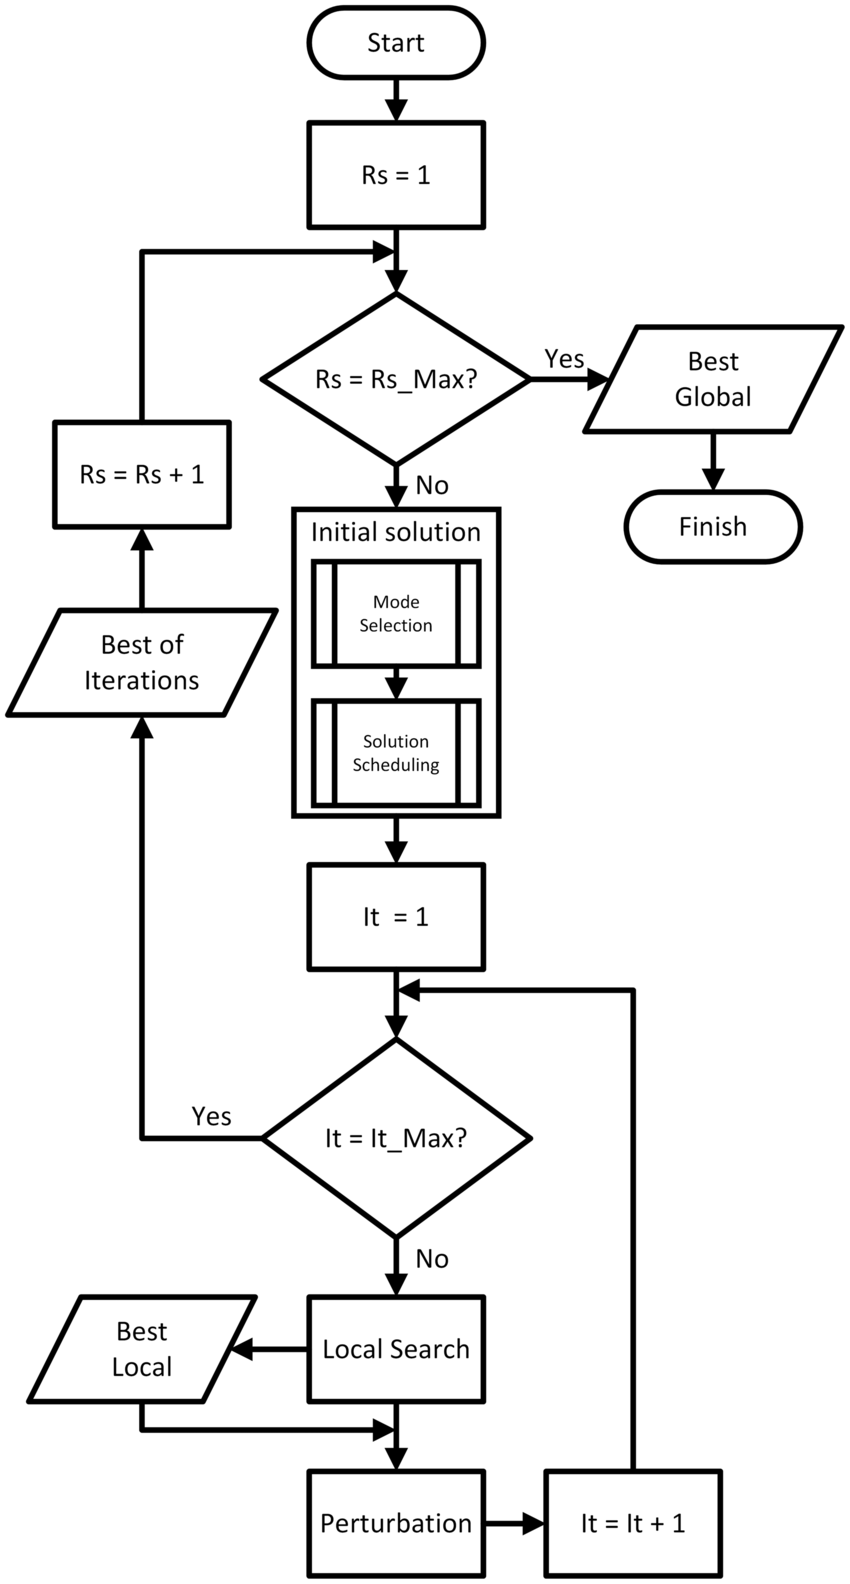 Start
Rs = 1
Rs = Rs_Max?
Yes
Best
Global
Rs = Rs + 1
No
Finish
Initial solution
Mode
Selection
Best of
Iterations
Solution
Scheduling
It = 1
Yes
It = It_Max?
No
Best
Local
Local Search
Perturbation
It = It + 1